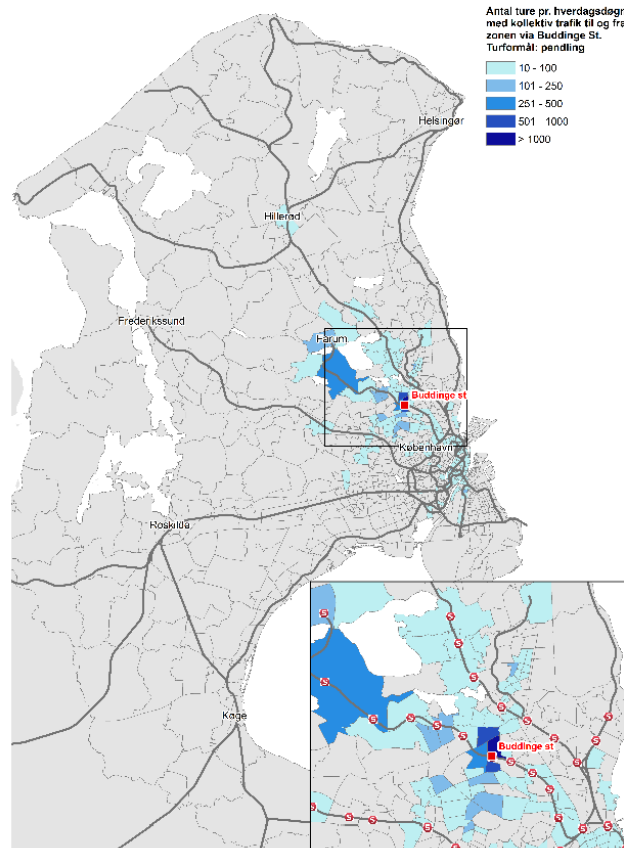 Antal ture pr. hverdagsdøgn
med kollektiv trafik til og fra
zonen via Buddinge St.
Turformål: pendling
10 - 100
101 - 250
251 - 500
501 - 1000
> 1000
Helsingør
Hillerød
Frederikssund
Farum
Buddinge st
København
Roskilde
Køge
Buddinge st